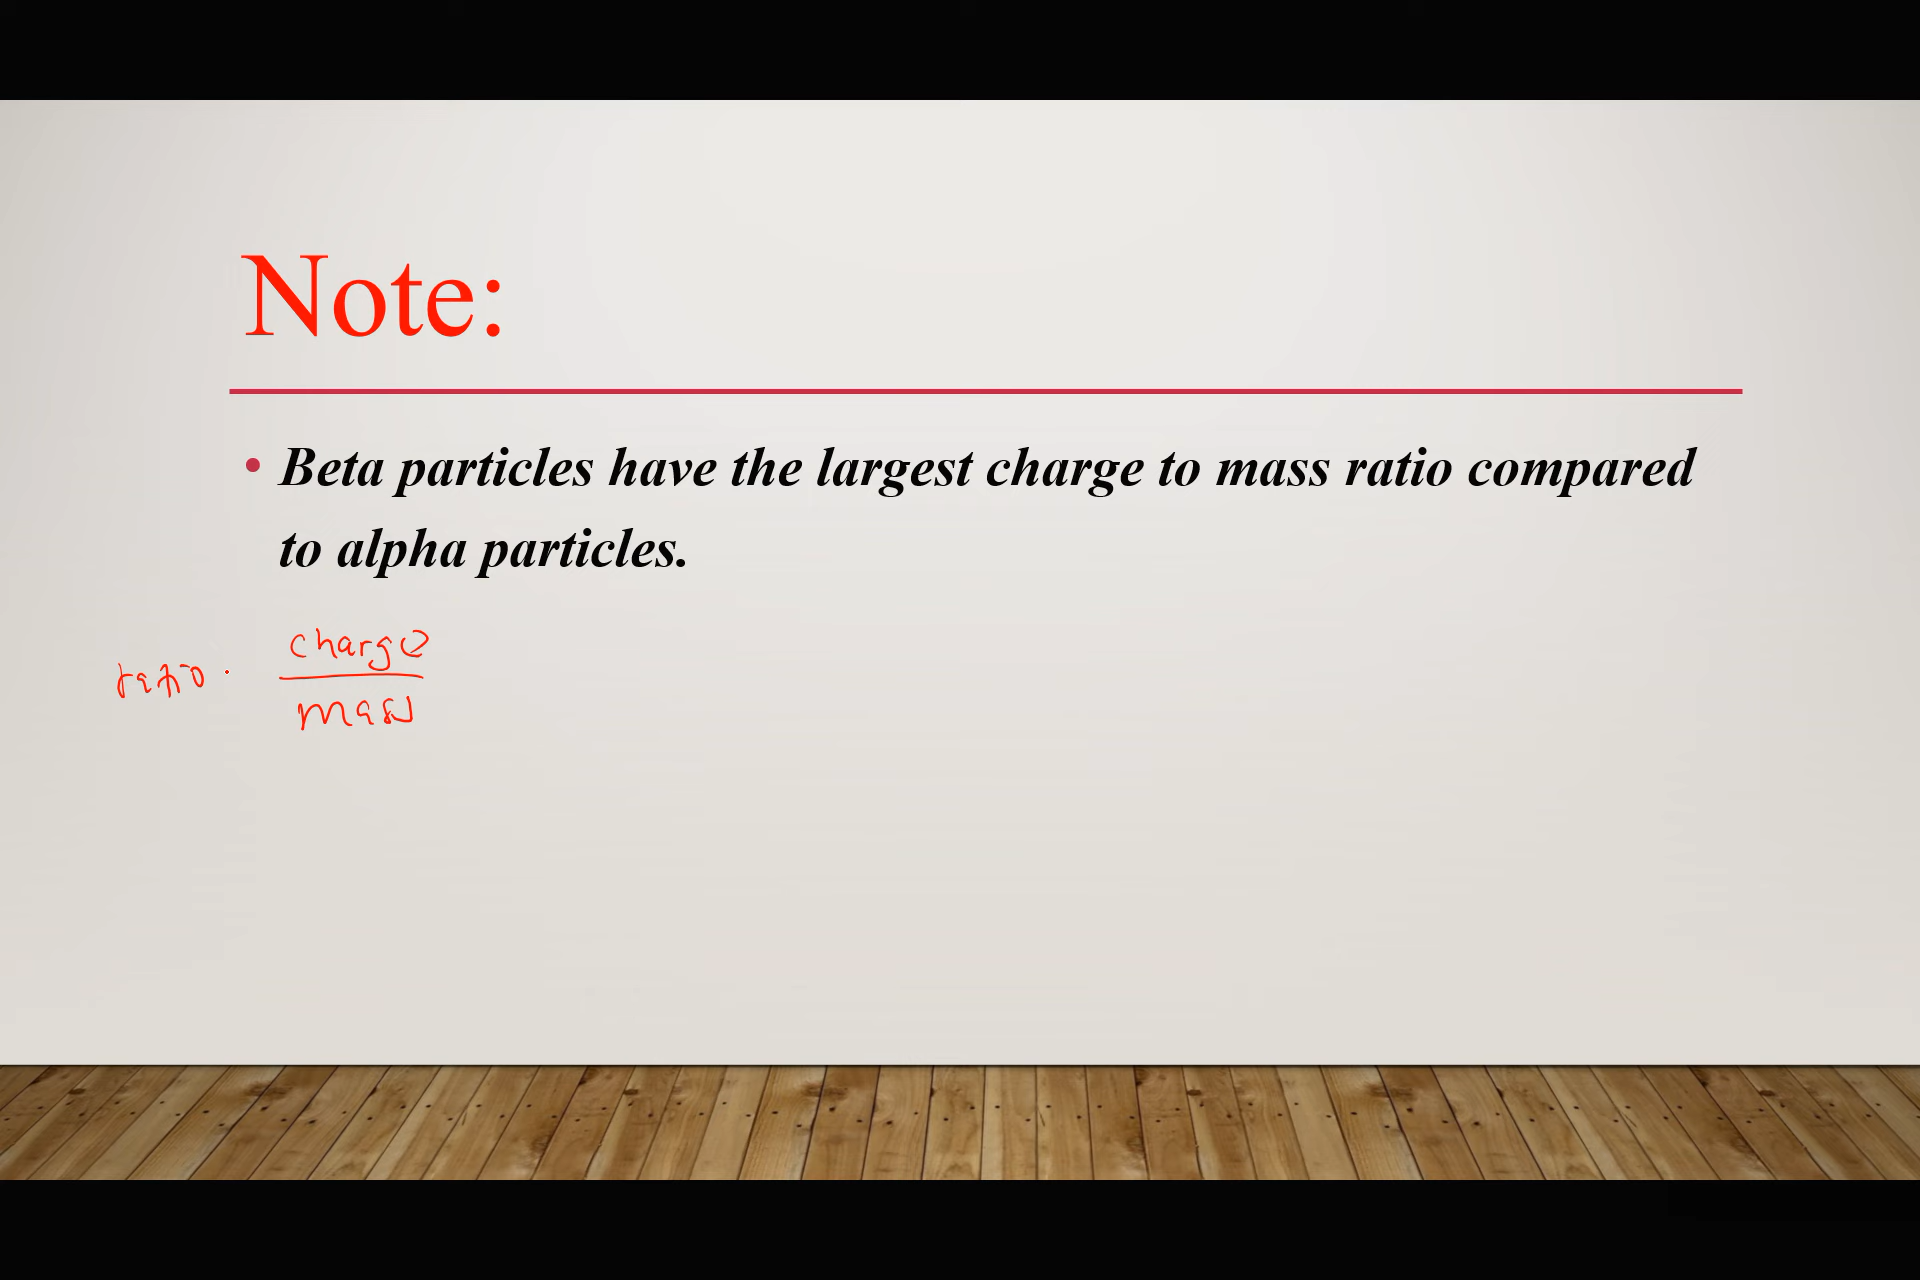 Note:
• Beta particles have the largest charge to mass ratio compared
to alpha particles.
charge
ratio.
mass